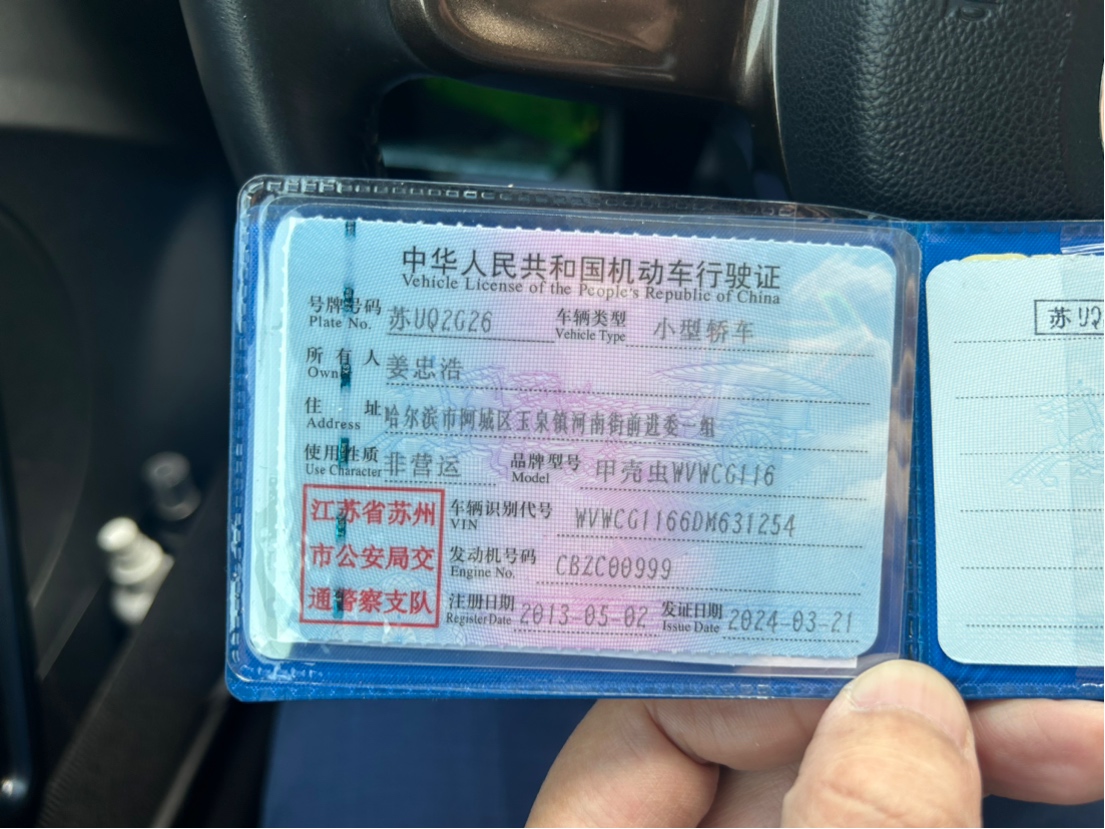 中华人民共和国机动车行驶证
Vehicle License of the People's Republic of China
号牌号码 苏UQ2G26 车辆类型 小型轿车
Plate No. Vehicle Type
所有人 姜忠浩
Owner
住址 哈尔滨市阿城区玉泉镇河南街前进委一组
Address
使用性质 非营运 品牌型号 甲壳虫WVWCG116
Use Character Model
江苏省苏州
市公安局交
通警察支队
车辆识别代号 WVWCG1166DM631254
VIN
发动机号码 CBZC00999
Engine No.
注册日期 2013-05-02 发证日期 2024-03-21
Register Date Issue Date
苏UQ2